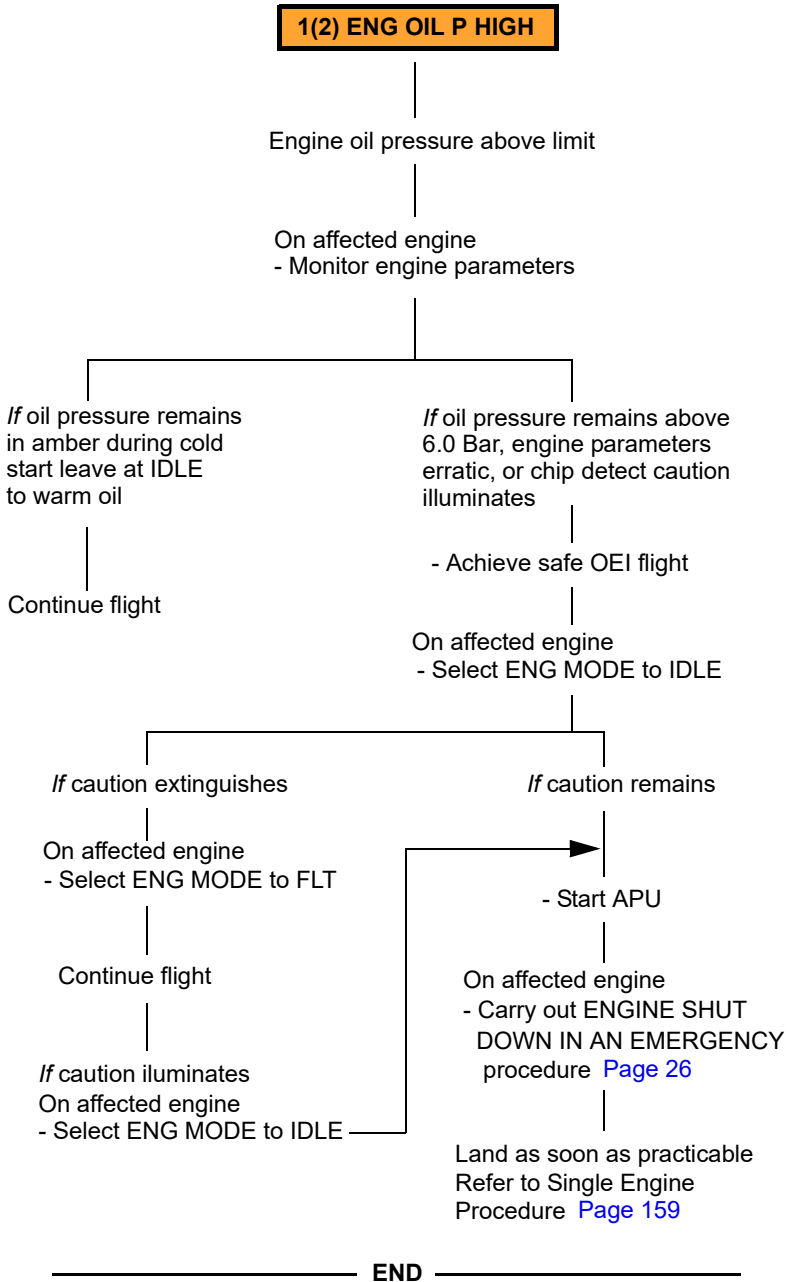 1(2) ENG OIL P HIGH
Engine oil pressure above limit
On affected engine
- Monitor engine parameters
If oil pressure remains
in amber during cold
start leave at IDLE
to warm oil
Continue flight
If oil pressure remains above
6.0 Bar, engine parameters
erratic, or chip detect caution
illuminates
- Achieve safe OEI flight
On affected engine
- Select ENG MODE to IDLE
If caution extinguishes
On affected engine
- Select ENG MODE to FLT
Continue flight
If caution iluminates
On affected engine
- Select ENG MODE to IDLE
If caution remains
- Start APU
On affected engine
- Carry out ENGINE SHUT
DOWN IN AN EMERGENCY
procedure Page 26
Land as soon as practicable
Refer to Single Engine
Procedure Page 159
END